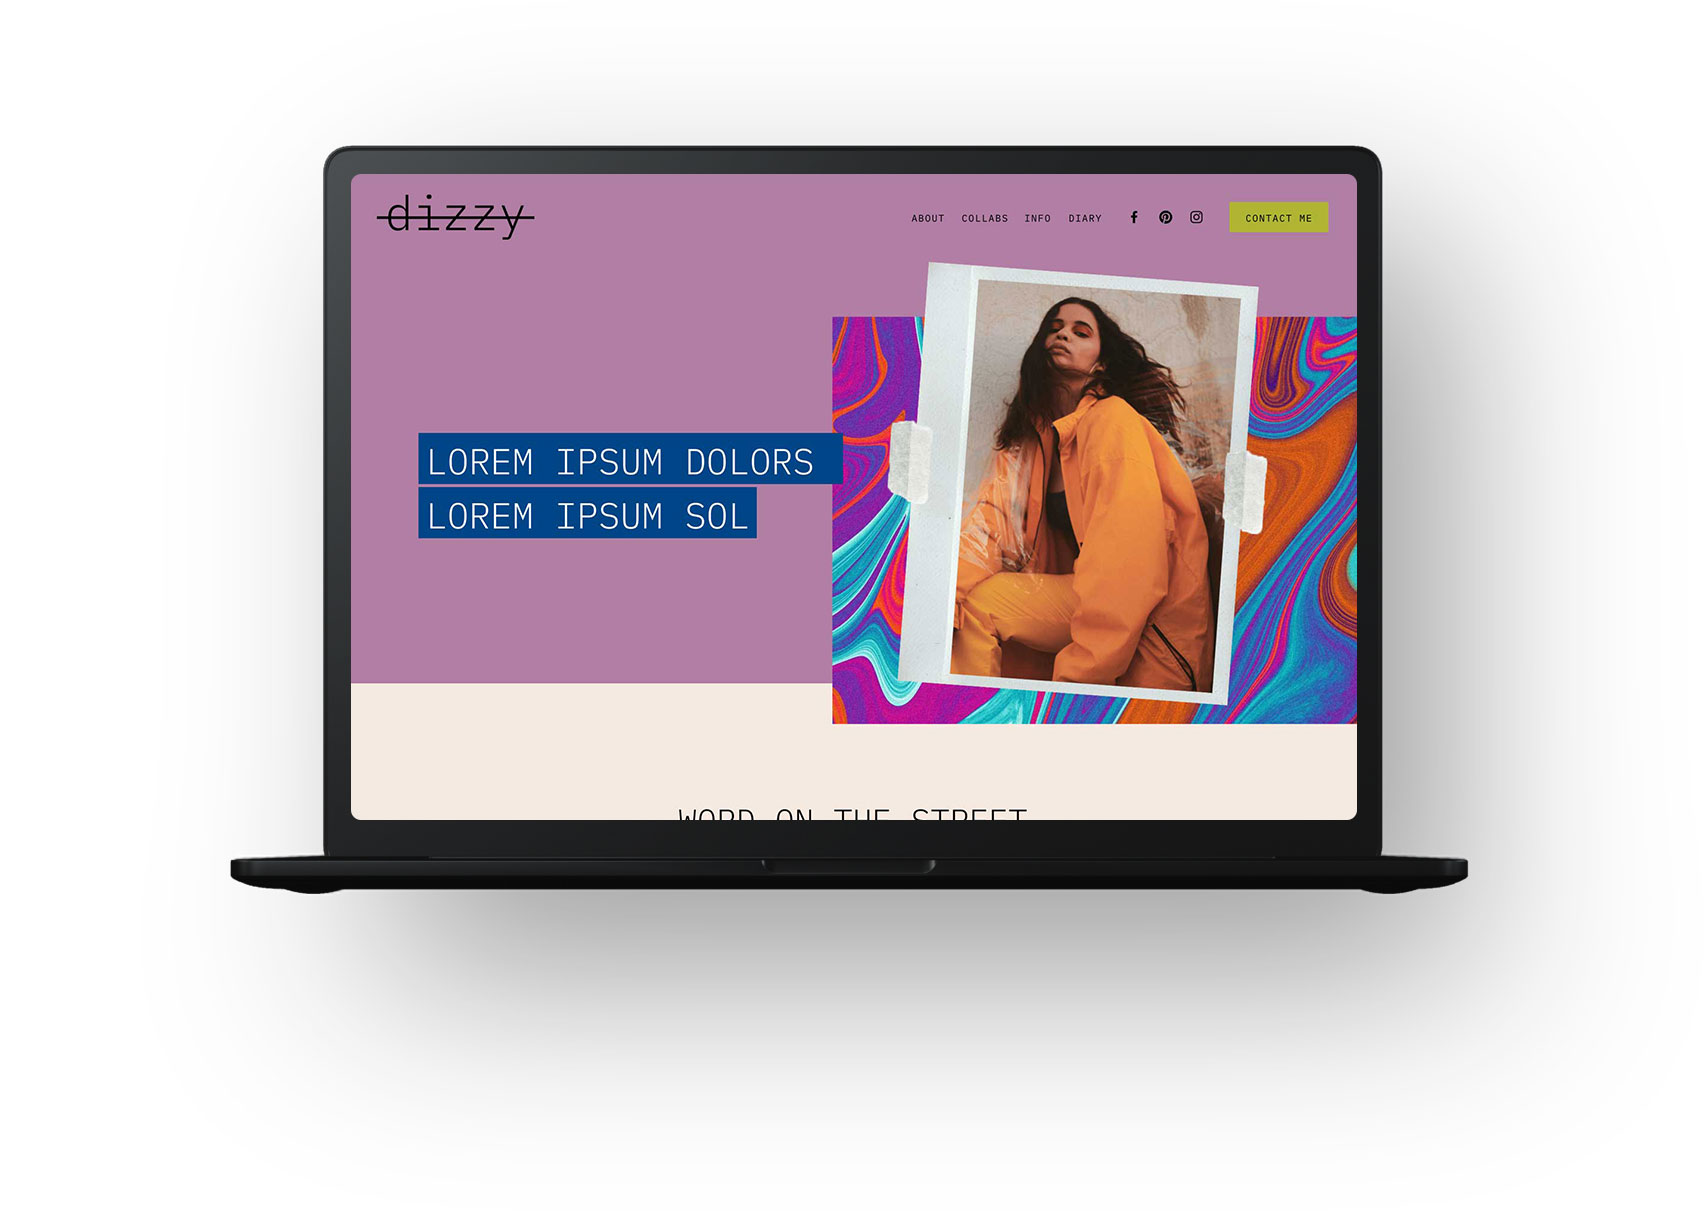 dizzy
ABOUT COLLABS INFO DIARY CONTACT ME
LOREM IPSUM DOLORS
LOREM IPSUM SOL
WORD ON THE STREET